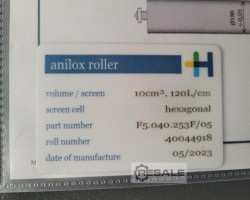 anilox roller
volume / screen 10cm³, 120L/cm
screen cell hexagonal
part number F5.040.253F/05
roll number 40044918
date of manufacture 05/2023
RESALE